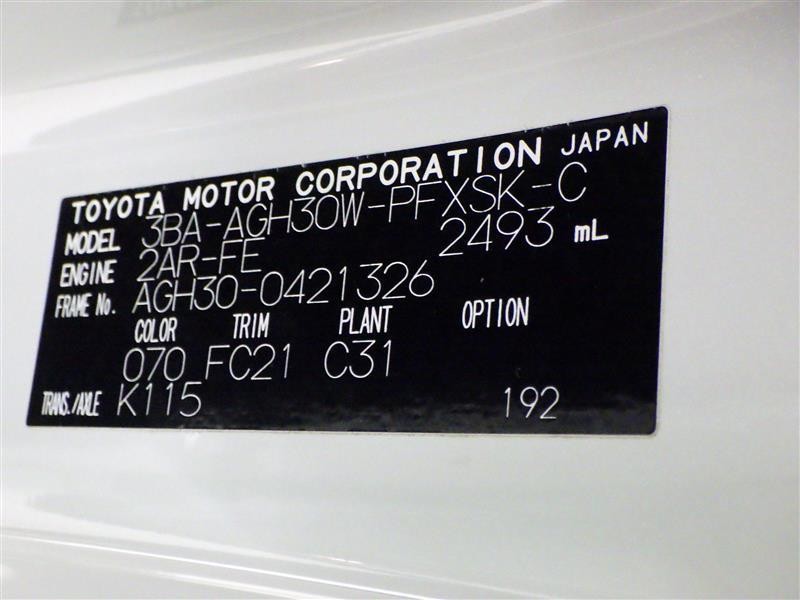 TOYOTA MOTOR CORPORATION JAPAN
MODEL 3BA-AGH30W-PFXSK-C
ENGINE 2AR-FE 2493 mL
FRAME No. AGH30-0421326
COLOR TRIM PLANT OPTION
070 FC21 C31
TRANS./AXLE K115 192